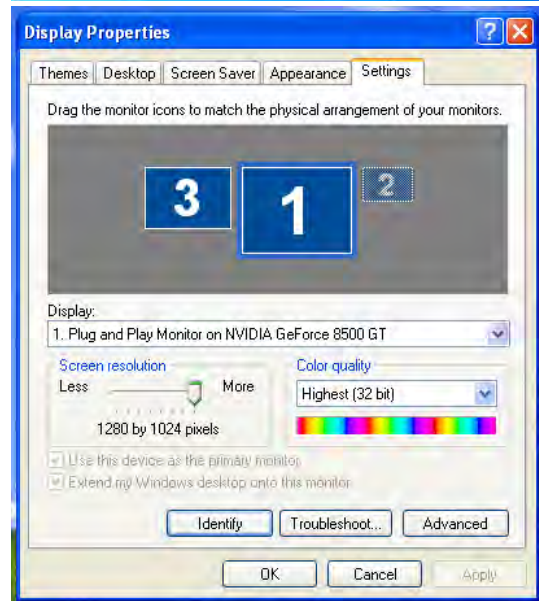 Display Properties
Themes Desktop Screen Saver Appearance Settings
Drag the monitor icons to match the physical arrangement of your monitors.
3 1 2
Display:
1. Plug and Play Monitor on NVIDIA GeForce 8500 GT
Screen resolution
Less More
1280 by 1024 pixels
Color quality
Highest (32 bit)
Use this device as the primary monitor
Extend my Windows desktop onto this monitor
Identify Troubleshoot... Advanced
OK Cancel Apply